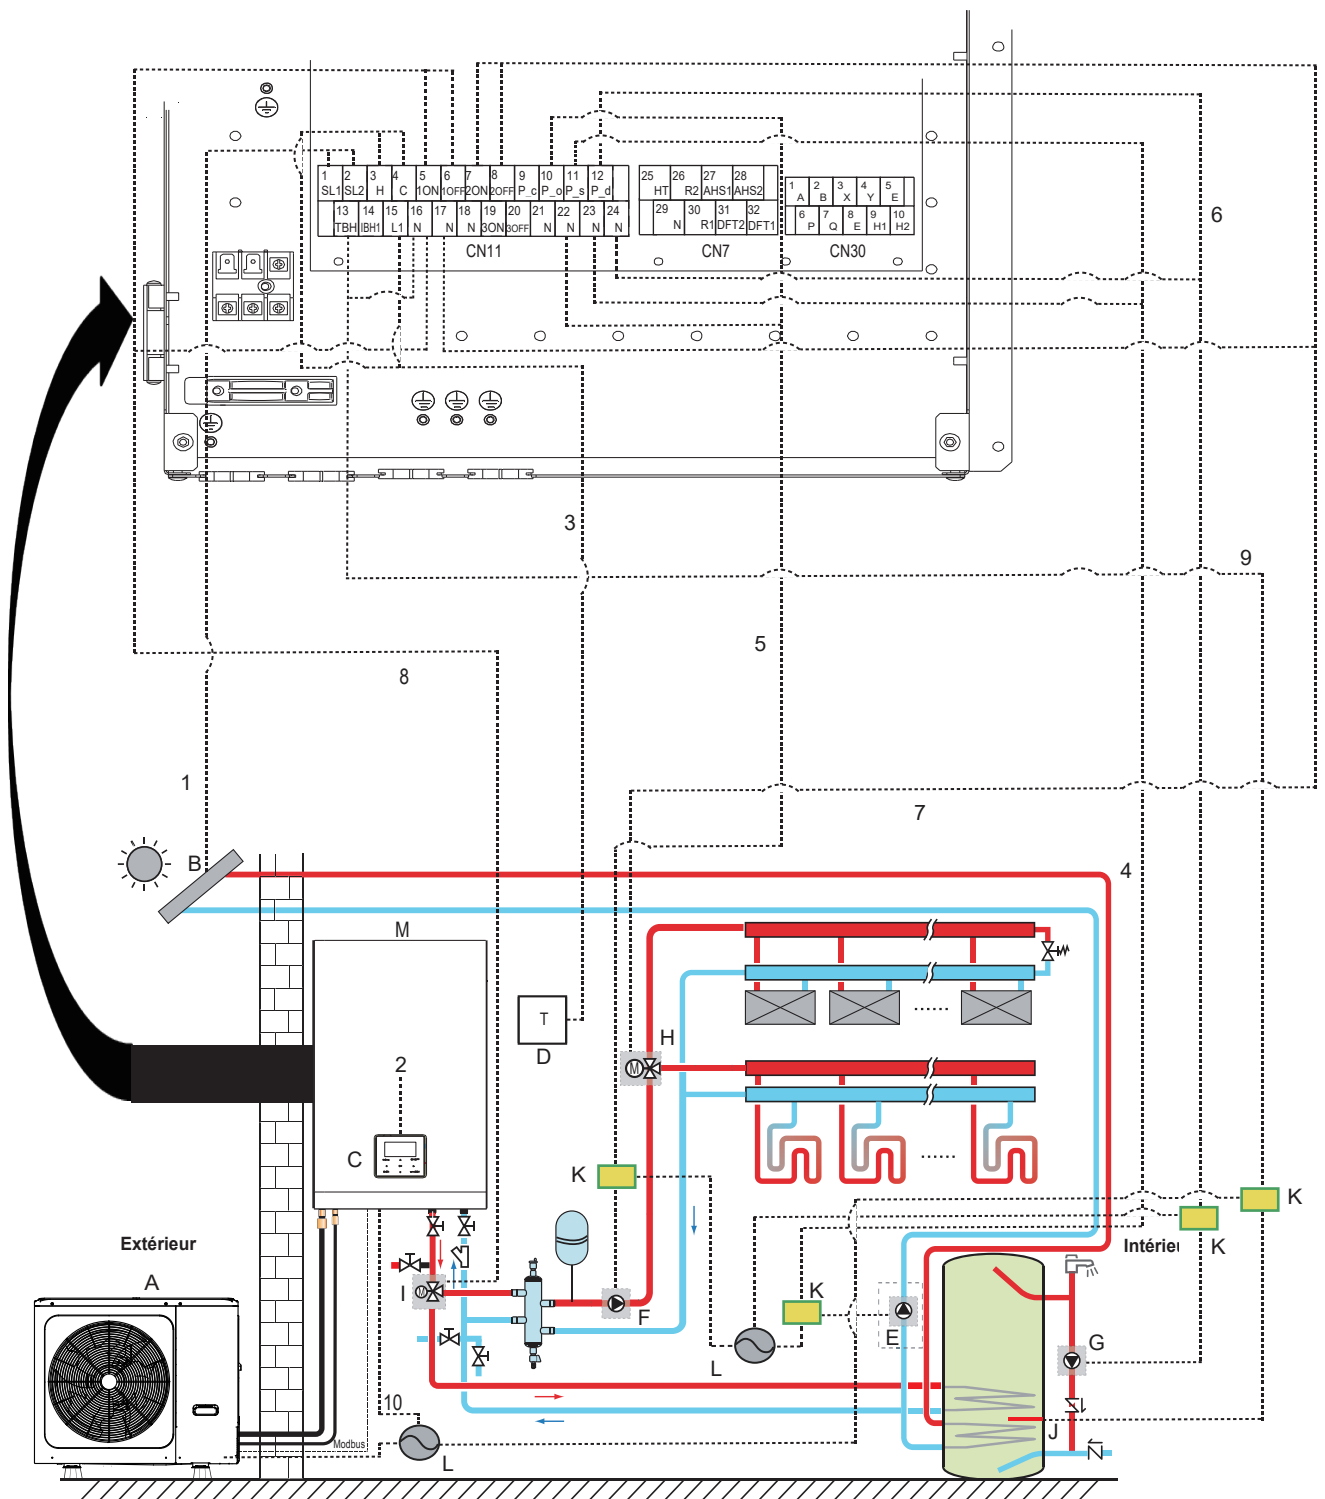 1 2 3 4 5 6 7 8 9 10 11 12
SL1 SL2 H C 1ON 1OFF 2ON 2OFF P_c P_o P_s P_d
13 14 15 16 17 18 19 20 21 22 23 24
TBH IBH1 L1 N N N 3ON 3OFF N N N N
CN11
25 26 27 28
HT R2 AHS1 AHS2
29 30 31 32
N R1 DFT2 DFT1
CN7
1 2 3 4 5
A B X Y E
6 7 8 9 10
P Q E H1 H2
CN30
6
3
9
5
8
1
7
4
B
M
T
D
H
2
C
K
K
K
Extérieur
Intérieu
A
I
K
F
E
G
L
10
J
Modbus
L